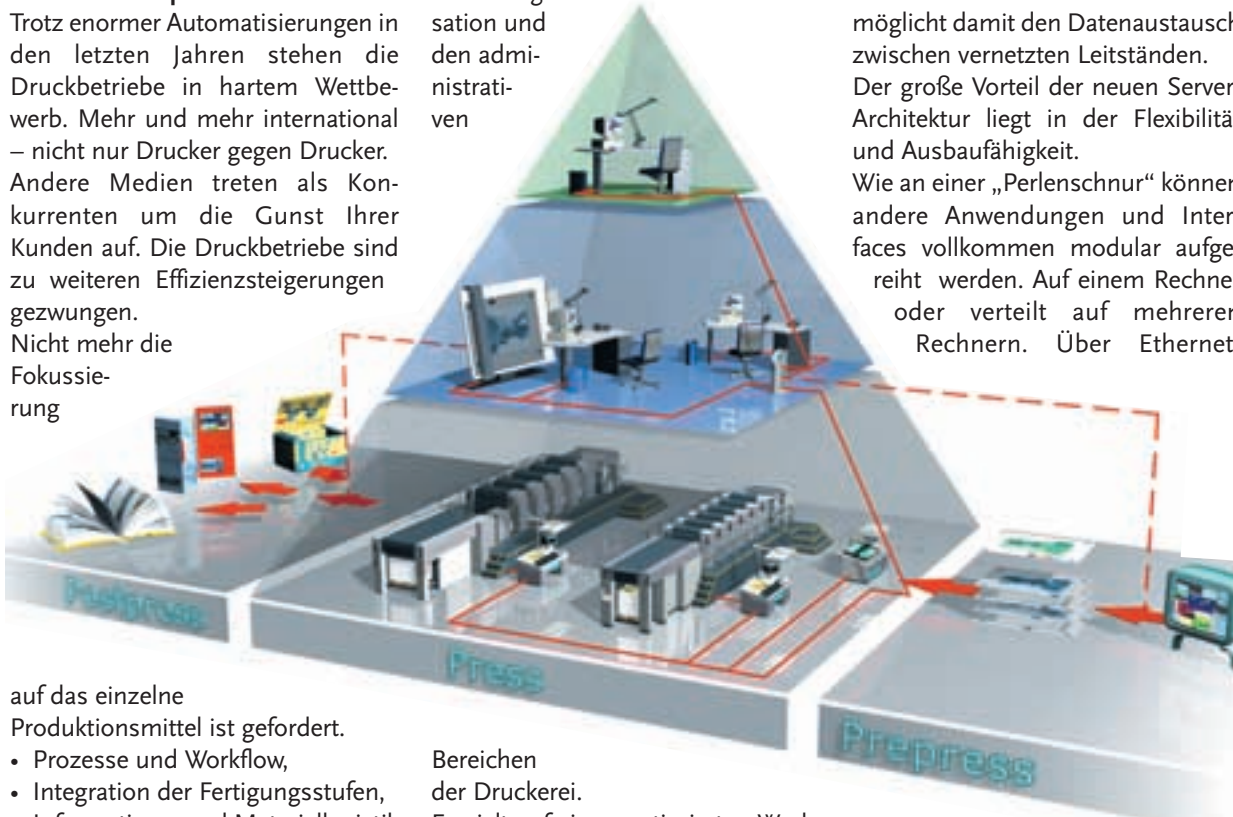 Trotz enormer Automatisierungen in
den letzten Jahren stehen die
Druckbetriebe in hartem Wettbe-
werb. Mehr und mehr international
– nicht nur Drucker gegen Drucker.
Andere Medien treten als Kon-
kurrenten um die Gunst Ihrer
Kunden auf. Die Druckbetriebe sind
zu weiteren Effizienzsteigerungen
gezwungen.
Nicht mehr die
Fokussie-
rung
auf das einzelne
Produktionsmittel ist gefordert.
• Prozesse und Workflow,
• Integration der Fertigungsstufen,
sation und
den admi-
nistrati-
ven
Bereichen
der Druckerei.
möglicht damit den Datenaustausch
zwischen vernetzten Leitständen.
Der große Vorteil der neuen Server
Architektur liegt in der Flexibilitä
und Ausbaufähigkeit.
Wie an einer „Perlenschnur“ könner
andere Anwendungen und Inter
faces vollkommen modular aufge
reiht werden. Auf einem Rechne
oder verteilt auf mehrerer
Rechnern. Über Ethernet
Postpress
Press
Prepress